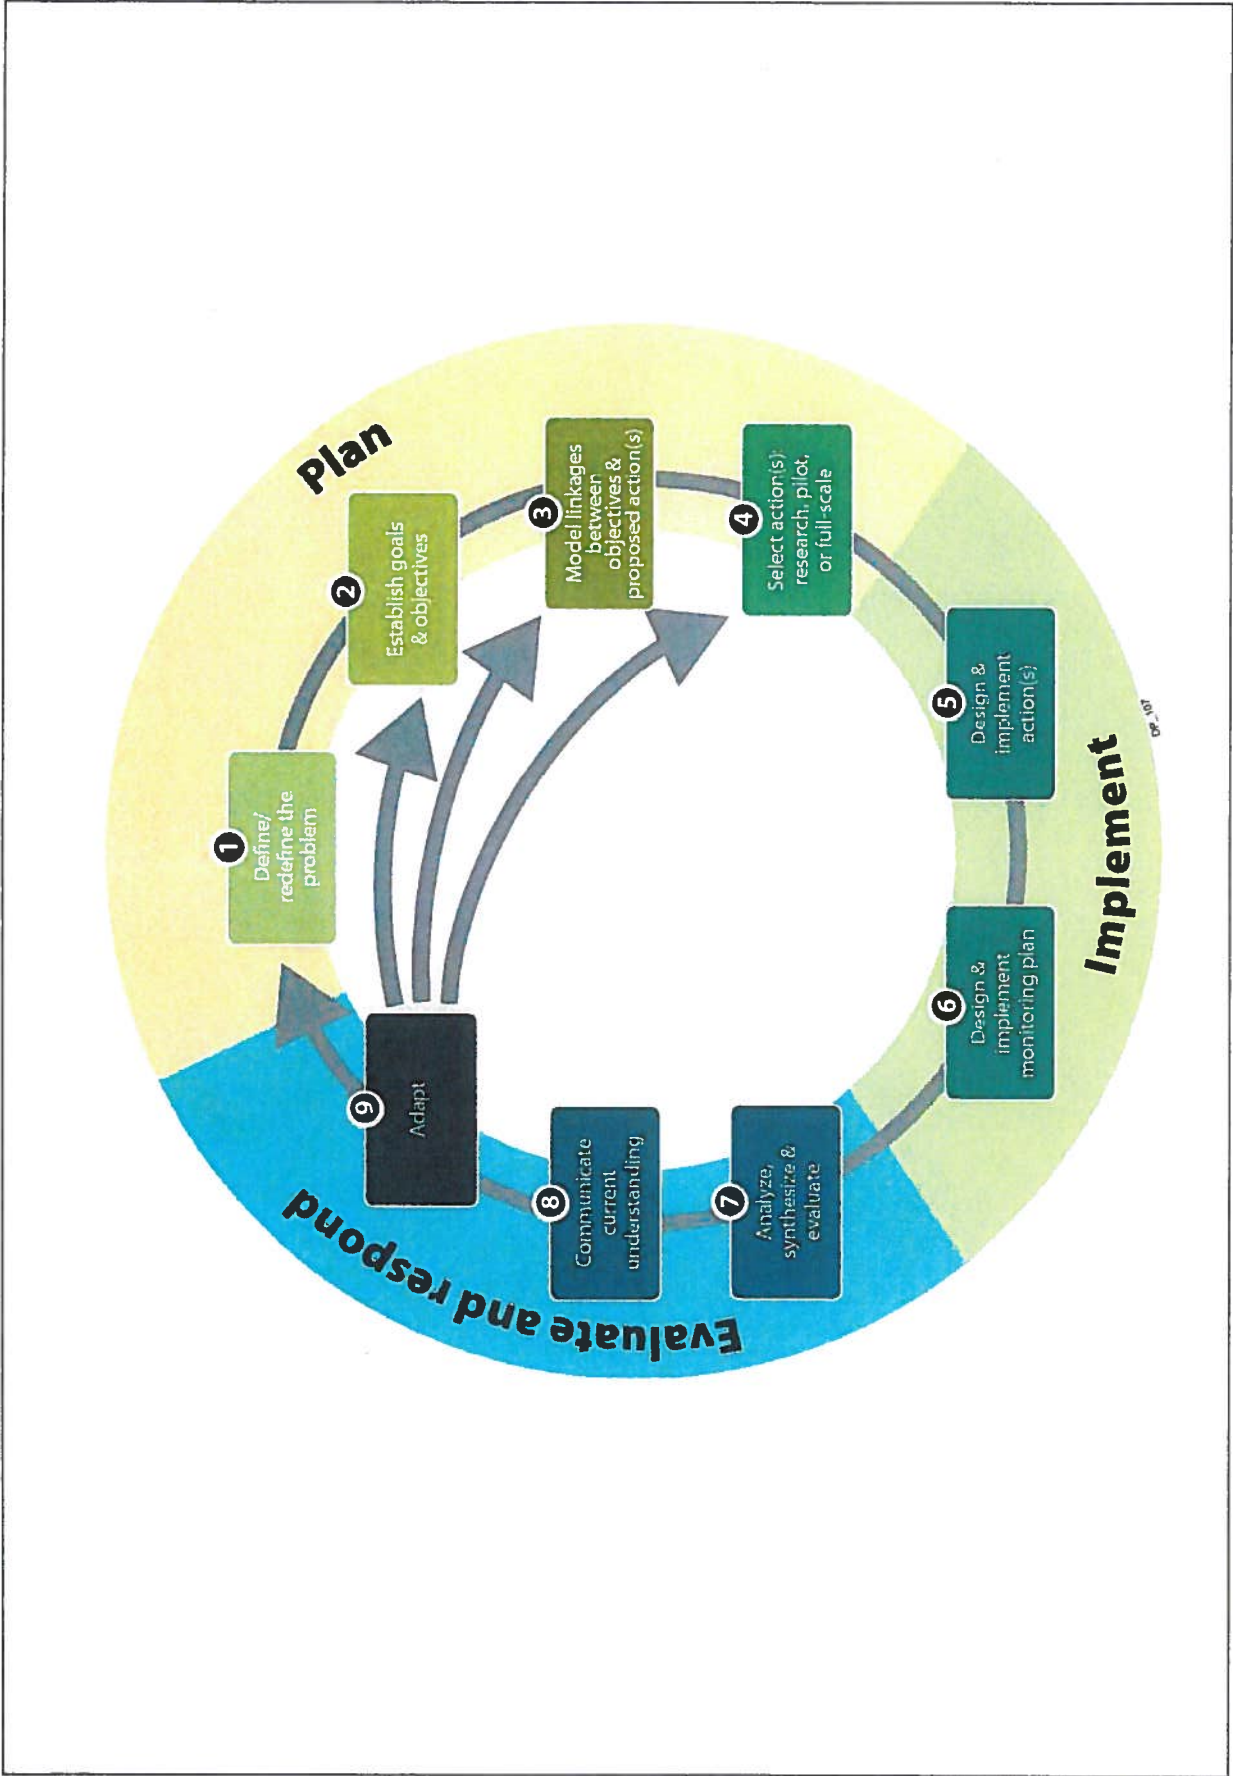 Plan
1
Define/
redefine the
problem
2
Establish goals
& objectives
3
Model linkages
between
objectives &
proposed action(s)
4
Select action(s):
research, pilot,
or full-scale
Implement
5
Design &
implement
action(s)
6
Design &
implement
monitoring plan
Evaluate and respond
7
Analyze,
synthesize &
evaluate
8
Communicate
current
understanding
9
Adapt
DP_107